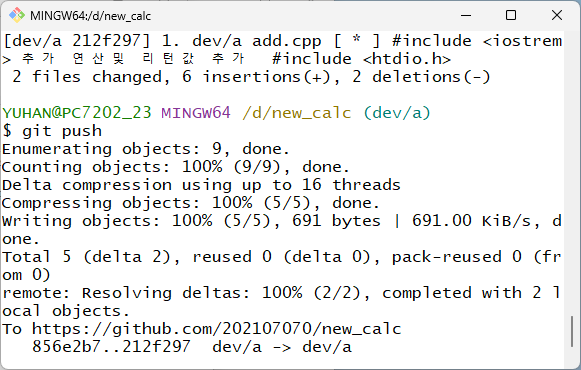 MINGW64:/d/new_calc
[dev/a 212f297] 1. dev/a add.cpp [ * ] #include <iostrem
> 추가 연산 및 리턴값 추가 #include <htdio.h>
2 files changed, 6 insertions(+), 2 deletions(-)
YUHAN@PC7202_23 MINGW64 /d/new_calc (dev/a)
$ git push
Enumerating objects: 9, done.
Counting objects: 100% (9/9), done.
Delta compression using up to 16 threads
Compressing objects: 100% (5/5), done.
Writing objects: 100% (5/5), 691 bytes | 691.00 KiB/s, d
one.
Total 5 (delta 2), reused 0 (delta 0), pack-reused 0 (fr
om 0)
remote: Resolving deltas: 100% (2/2), completed with 2 l
ocal objects.
To https://github.com/202107070/new_calc
856e2b7..212f297 dev/a -> dev/a